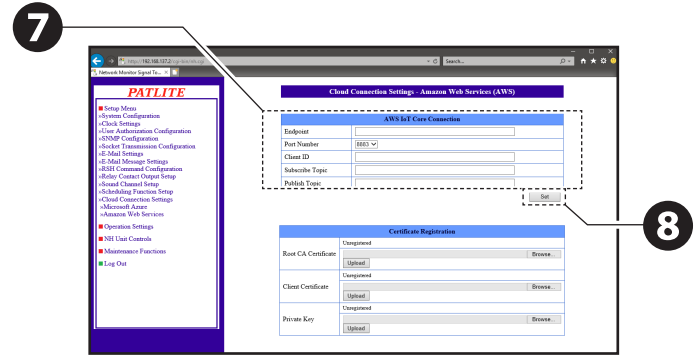 7
http://192.168.157.2/cgi-bin/nh.cgi
Search...
Network Monitor Signal To...
PATLITE
Cloud Connection Settings - Amazon Web Services (AWS)
Setup Menu
»System Configuration
»Clock Settings
»User Authorization Configuration
»SNMP Configuration
»Socket Transmission Configuration
»E-Mail Settings
»E-Mail Message Settings
»RSH Command Configuration
»Relay Contact Output Setup
»Sound Channel Setup
»Scheduling Function Setup
»Cloud Connection Settings
»Microsoft Azure
»Amazon Web Services
Operation Settings
NH Unit Controls
Maintenance Functions
Log Out
AWS IoT Core Connection
Endpoint
Port Number 8883
Client ID
Subscribe Topic
Publish Topic
Set
8
Certificate Registration
Root CA Certificate
Unregistered
Browse...
Upload
Client Certificate
Unregistered
Browse...
Upload
Private Key
Unregistered
Browse...
Upload